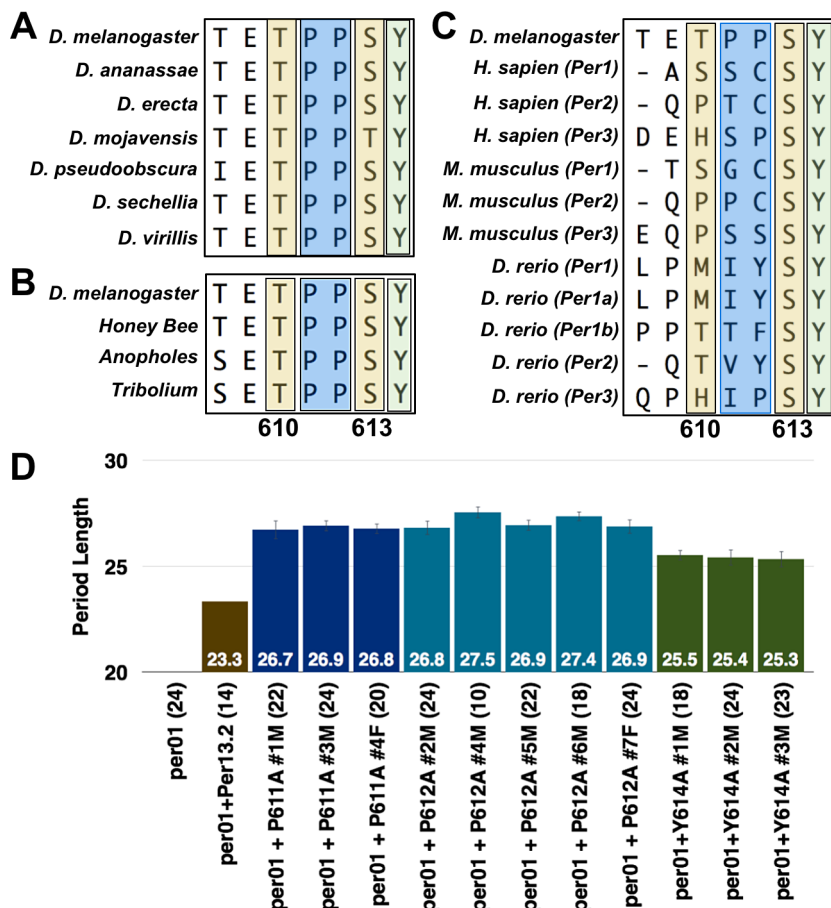 A
D. melanogaster T E T P P S Y
D. ananassae T E T P P S Y
D. erecta T E T P P S Y
D. mojavensis T E T P P T Y
D. pseudoobscura I E T P P S Y
D. sechellia T E T P P S Y
D. virillis T E T P P S Y
B
D. melanogaster T E T P P S Y
Honey Bee T E T P P S Y
Anopholes S E T P P S Y
Tribolium S E T P P S Y
610 613
C
D. melanogaster T E T P P S Y
H. sapien (Per1) - A S S C S Y
H. sapien (Per2) - Q P T C S Y
H. sapien (Per3) D E H S P S Y
M. musculus (Per1) - T S G C S Y
M. musculus (Per2) - Q P P C S Y
M. musculus (Per3) E Q P S S S Y
D. rerio (Per1) L P M I Y S Y
D. rerio (Per1a) L P M I Y S Y
D. rerio (Per1b) P P T T F S Y
D. rerio (Per2) - Q T V Y S Y
D. rerio (Per3) Q P H I P S Y
610 613
D
Period Length
30
25
20
23.3 26.7 26.9 26.8 26.8 27.5 26.9 27.4 26.9 25.5 25.4 25.3
per01 (24)
per01+Per13.2 (14)
per01 + P611A #1M (22)
per01 + P611A #3M (24)
per01 + P611A #4F (20)
per01 + P612A #2M (24)
per01 + P612A #4M (10)
per01 + P612A #5M (22)
per01 + P612A #6M (18)
per01 + P612A #7F (24)
per01+Y614A #1M (18)
per01+Y614A #2M (24)
per01+Y614A #3M (23)